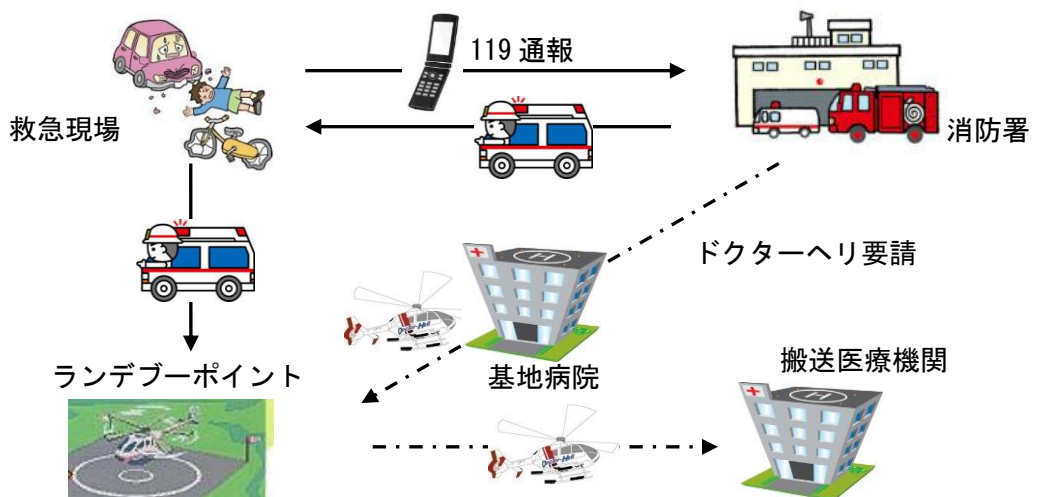 119 通報
救急現場
消防署
ドクターヘリ要請
基地病院
搬送医療機関
ランデブーポイント
H
H